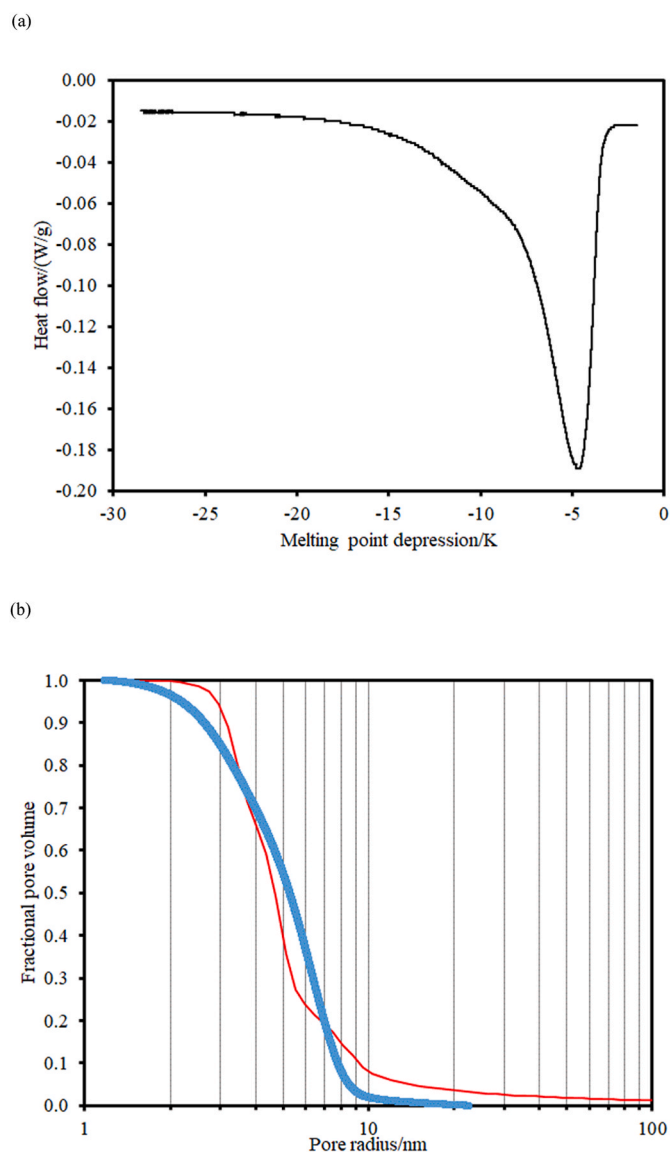 (a)
0.00
-0.02
-0.04
-0.06
-0.08
-0.10
-0.12
-0.14
-0.16
-0.18
-0.20
Heat flow/(W/g)
-30 -25 -20 -15 -10 -5 0
Melting point depression/K
(b)
1.0
0.9
0.8
0.7
0.6
0.5
0.4
0.3
0.2
0.1
0.0
Fractional pore volume
1 10 100
Pore radius/nm